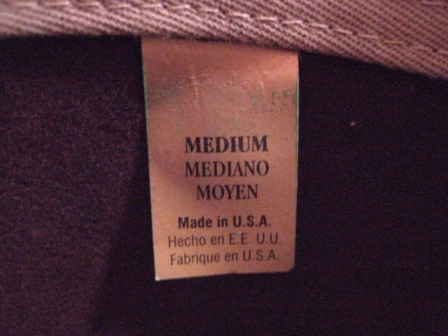 MEDIUM
MEDIANO
MOYEN
Made in U.S.A.
Hecho en E.E. U.U.
Fabrique en U.S.A.